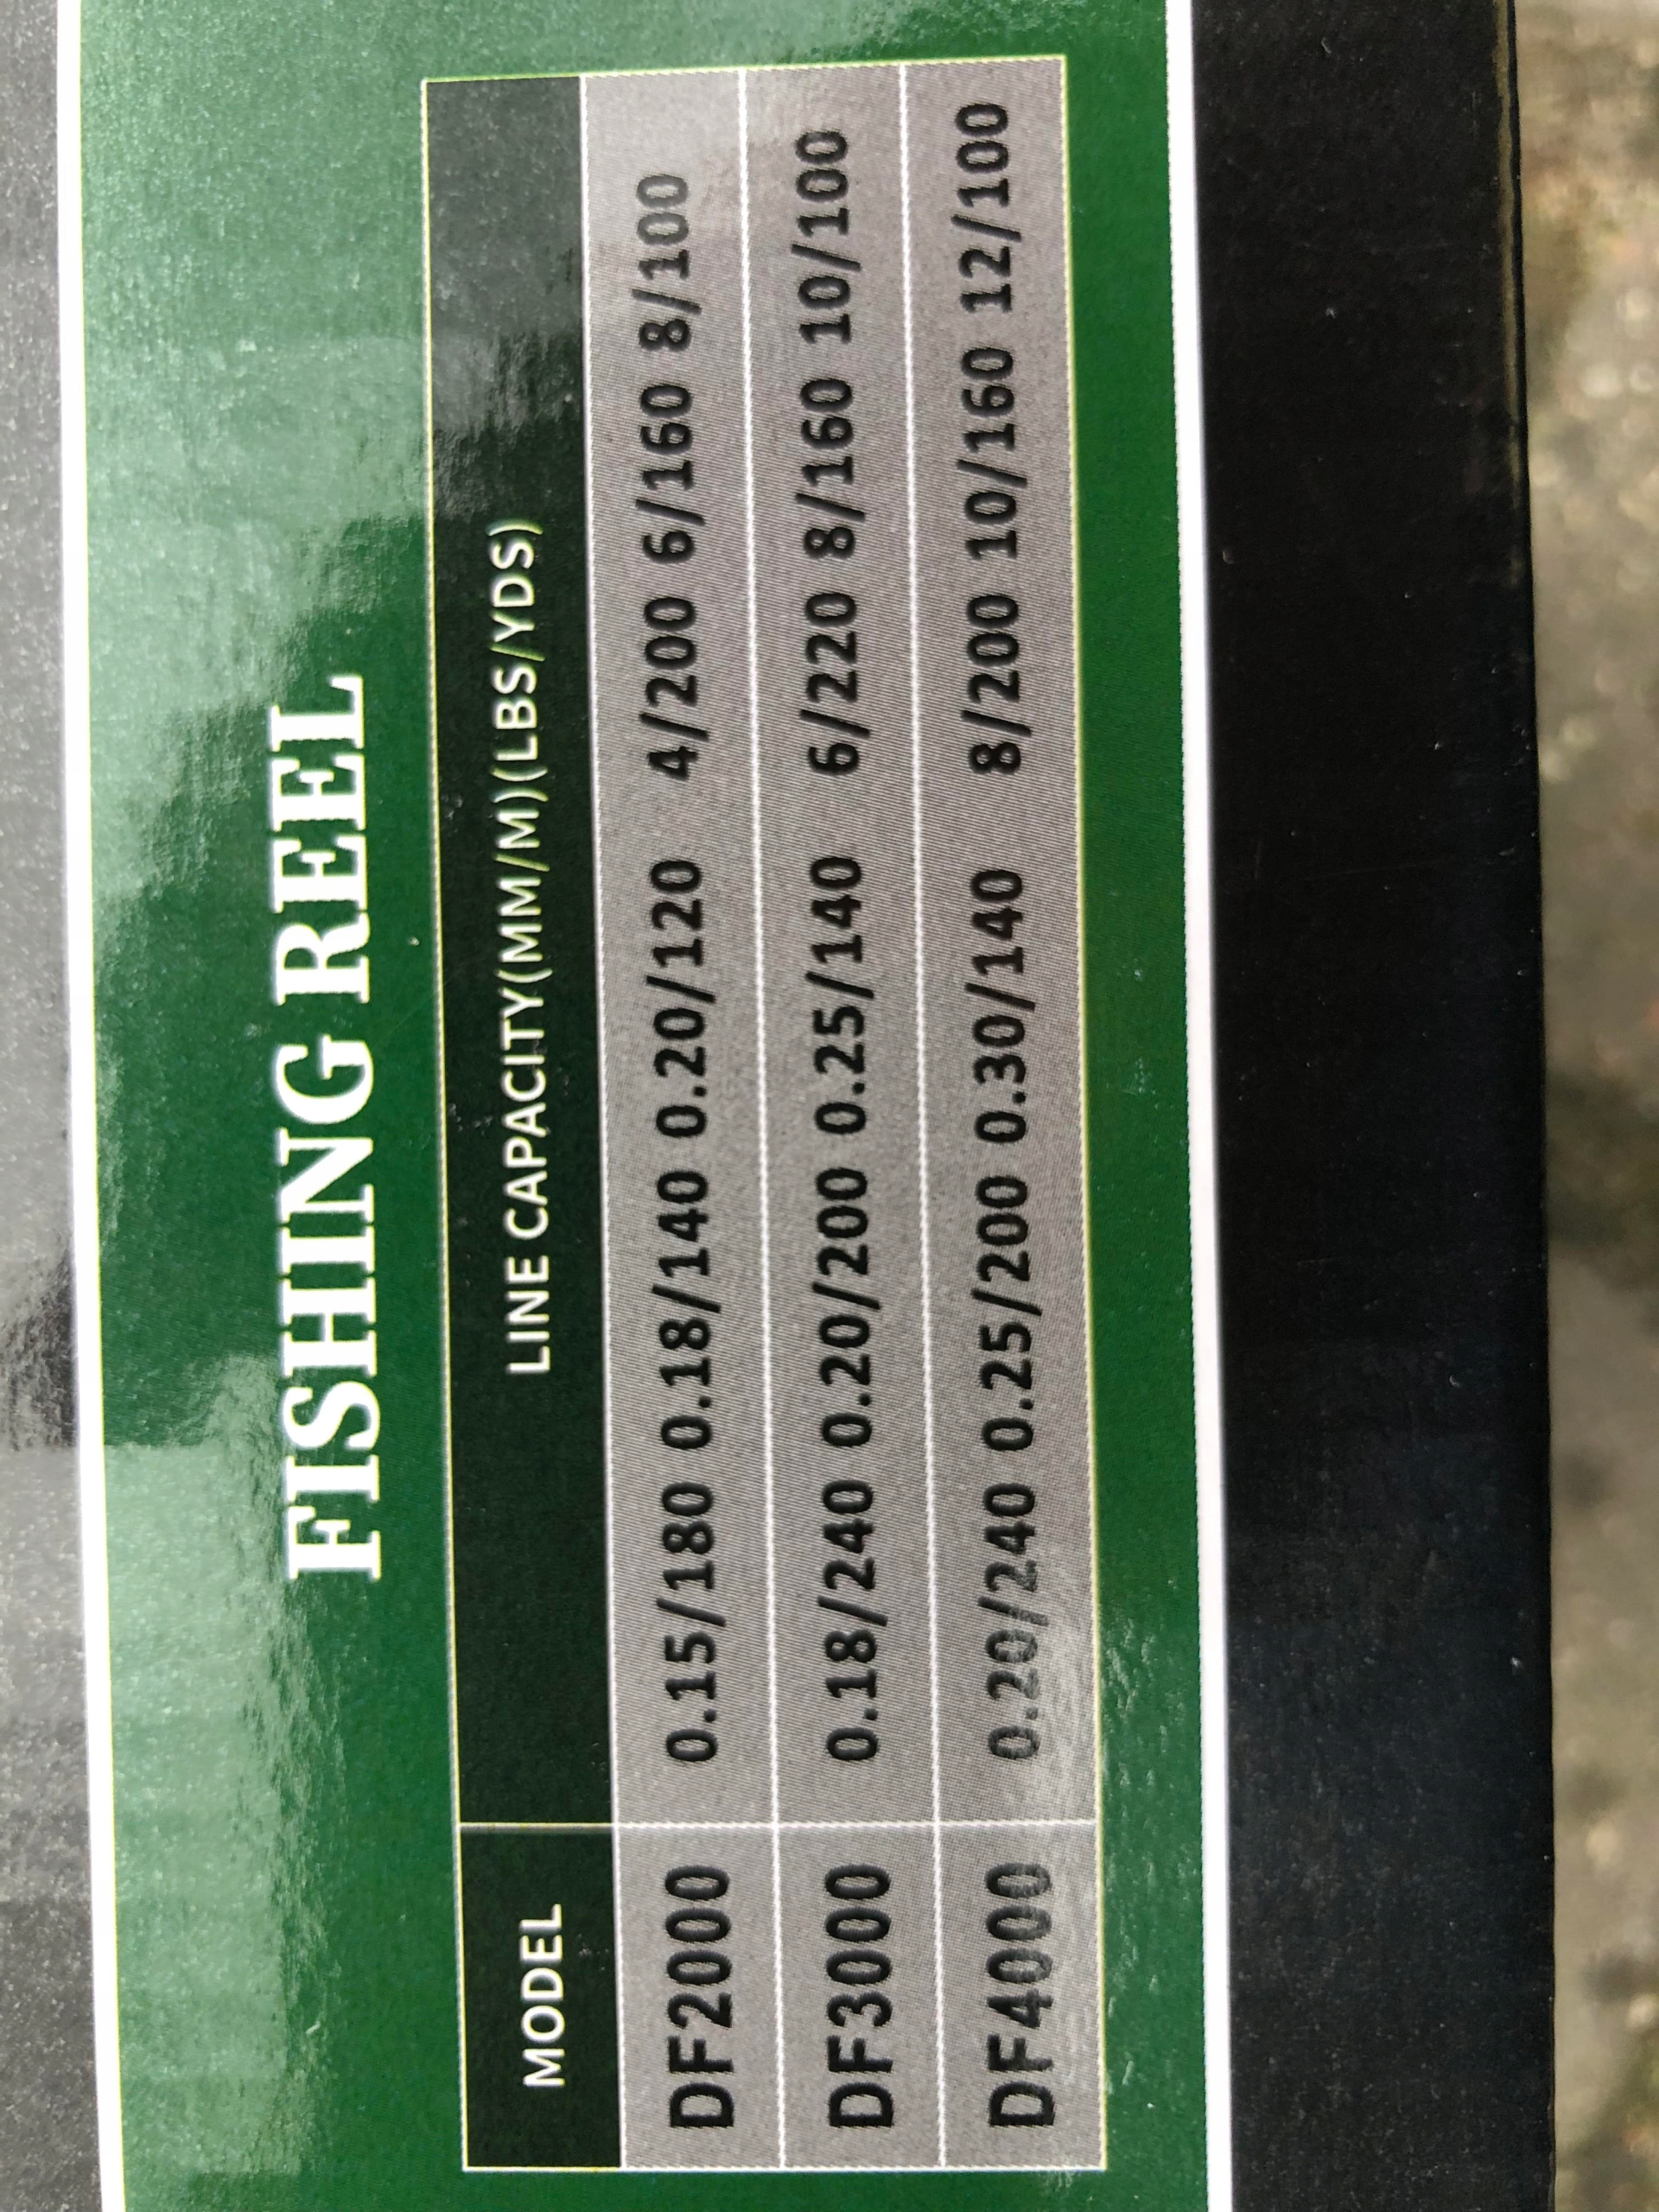 FISHING REEL
MODEL LINE CAPACITY(MM/M)(LBS/YDS)
DF2000 0.15/180 0.18/140 0.20/120 4/200 6/160 8/100
DF3000 0.18/240 0.20/200 0.25/140 6/220 8/160 10/100
DF4000 0.20/240 0.25/200 0.30/140 8/200 10/160 12/100